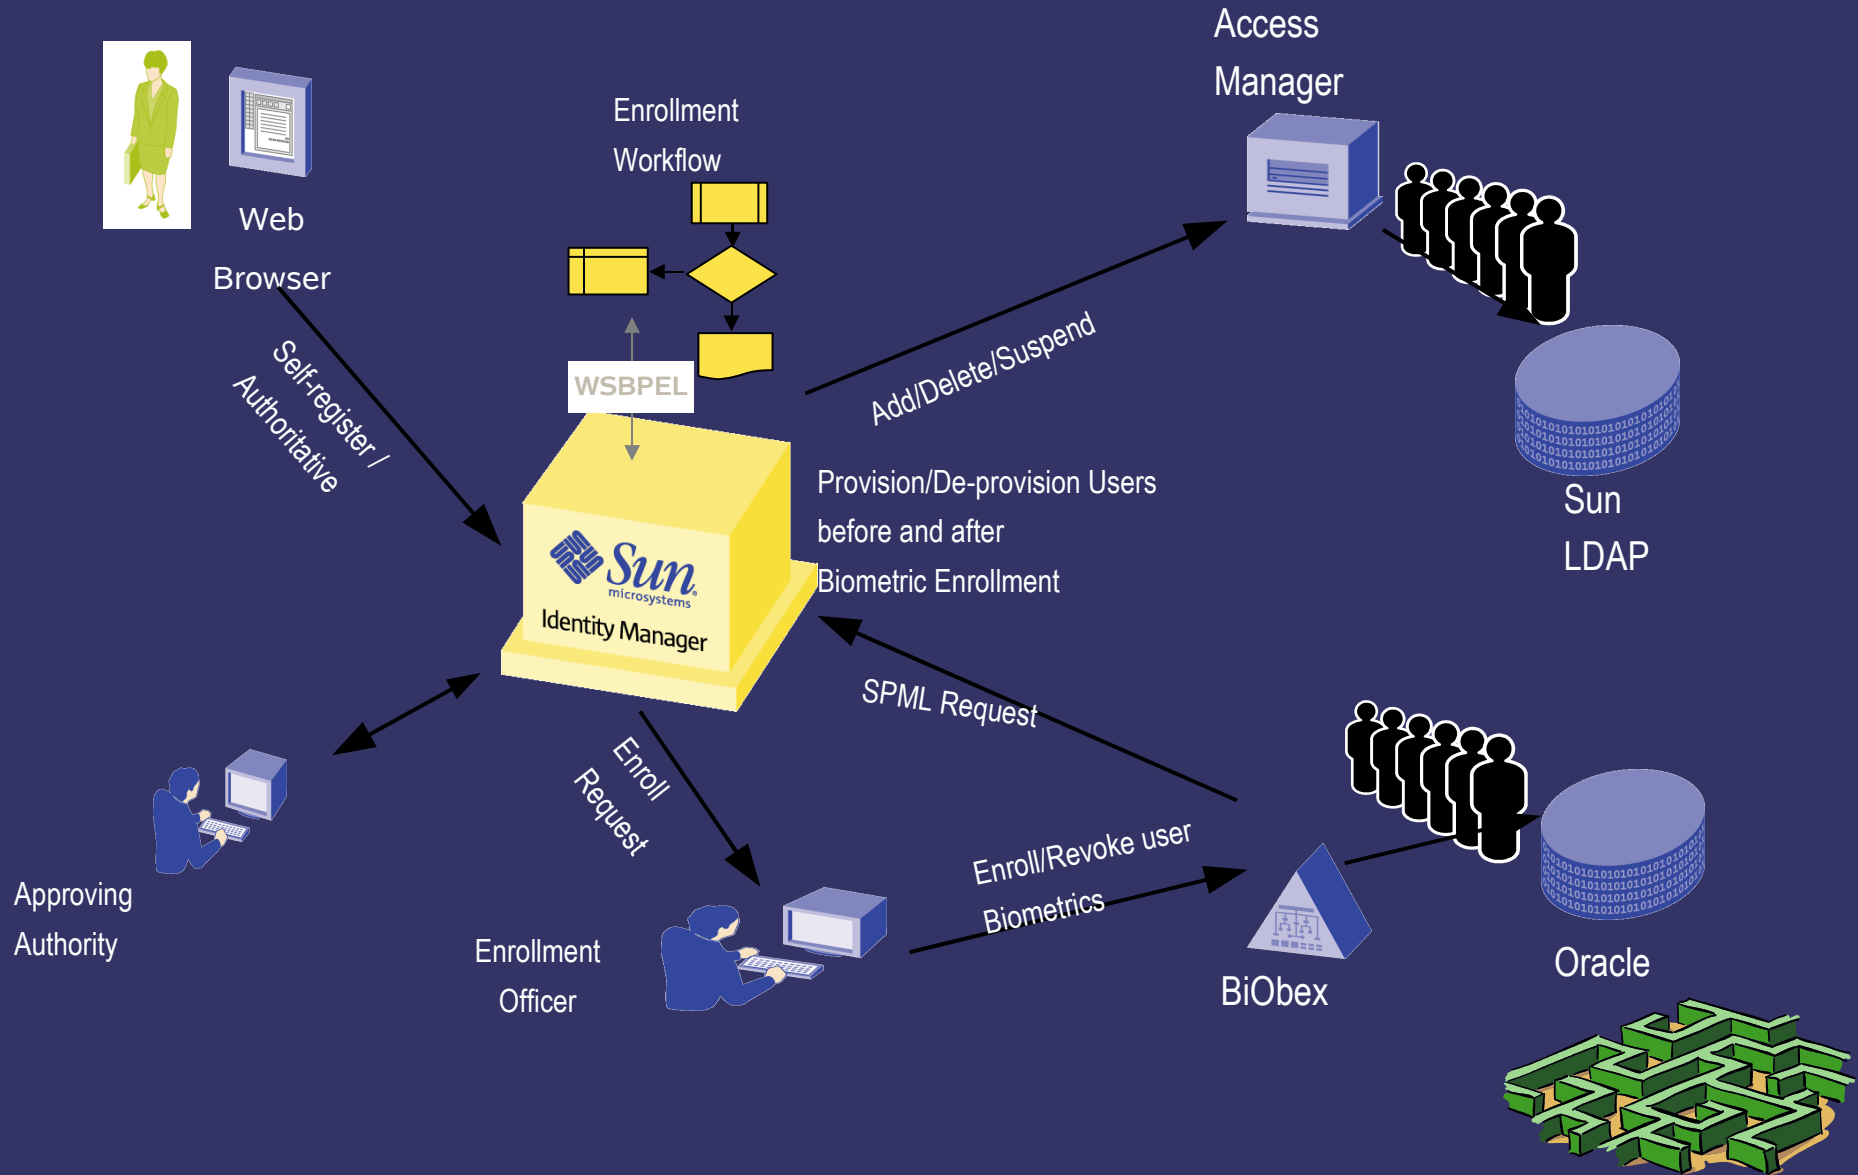 Access
Manager
Enrollment
Workflow
Web
Browser
Self-register /
Authoritative
WSBPEL
Add/Delete/Suspend
Sun
LDAP
Provision/De-provision Users
before and after
Biometric Enrollment
Sun
microsystems
Identity Manager
SPML Request
Enroll
Request
Enroll/Revoke user
Biometrics
Approving
Authority
Enrollment
Officer
BiObex
Oracle